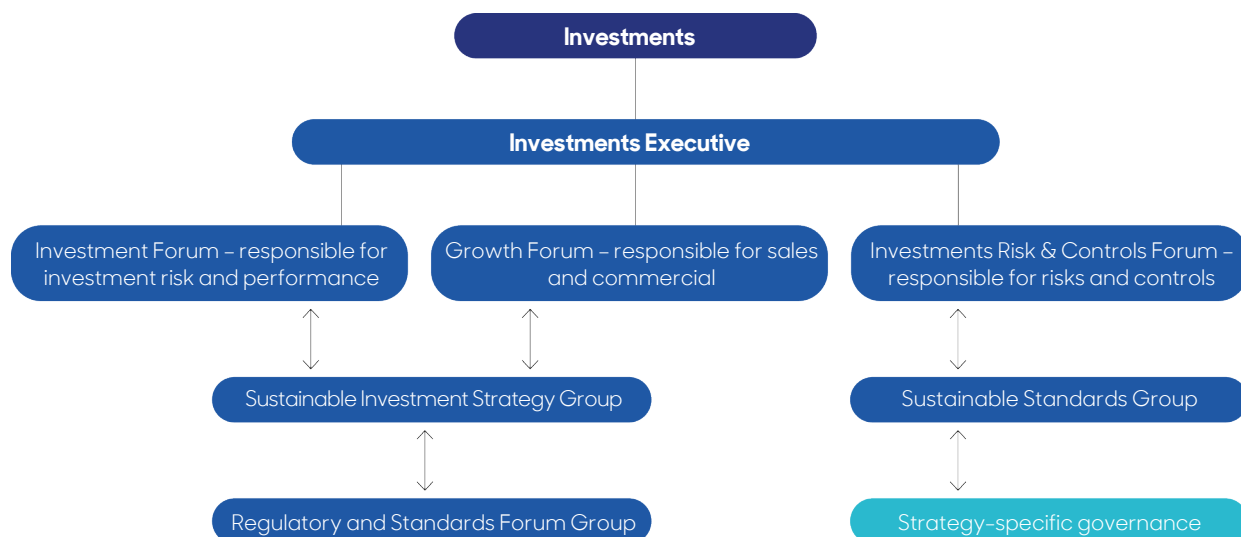 Investments
Investments Executive
Investment Forum – responsible for
investment risk and performance
Growth Forum – responsible for sales
and commercial
Investments Risk & Controls Forum –
responsible for risks and controls
Sustainable Investment Strategy Group
Sustainable Standards Group
Regulatory and Standards Forum Group
Strategy-specific governance